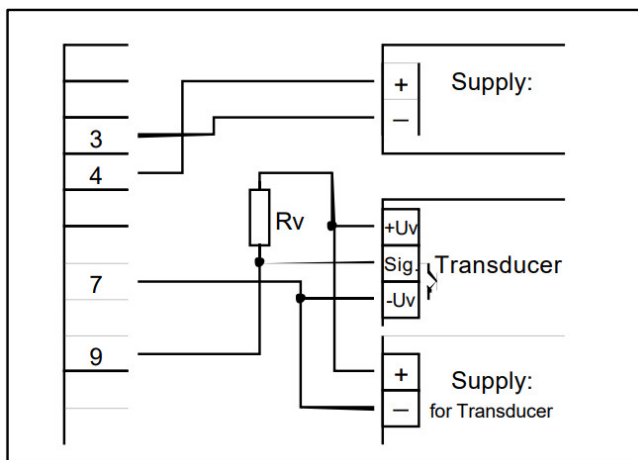 + Supply:
−
3
4
Rv
+Uv
Sig. Transducer
7
-Uv
9
+ Supply:
− for Transducer